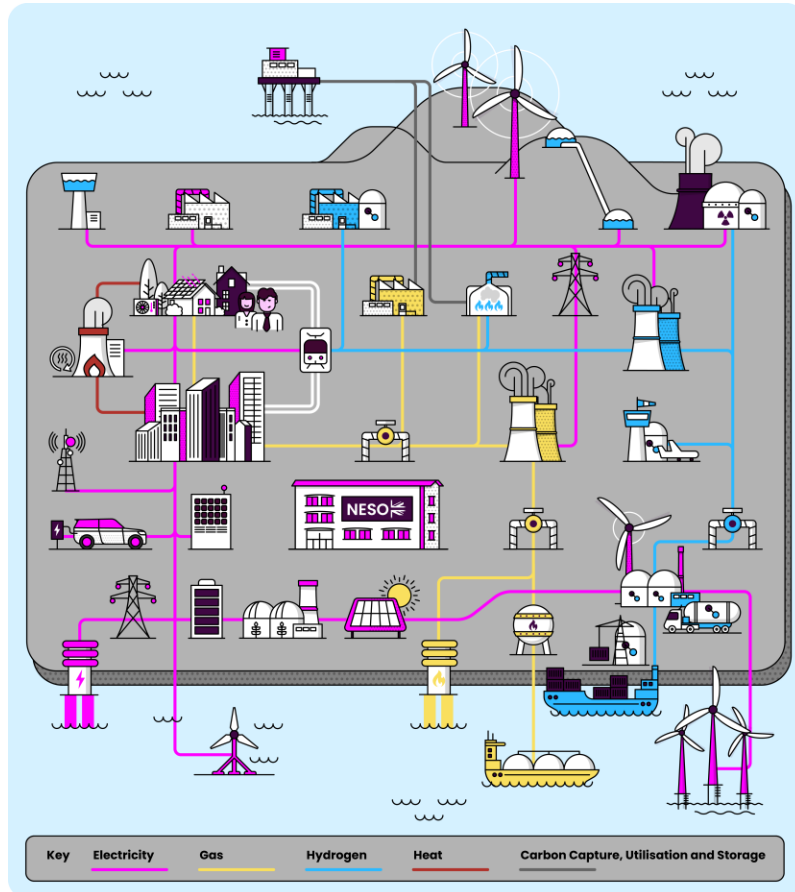 NESO
Key
Electricity
Gas
Hydrogen
Heat
Carbon Capture, Utilisation and Storage